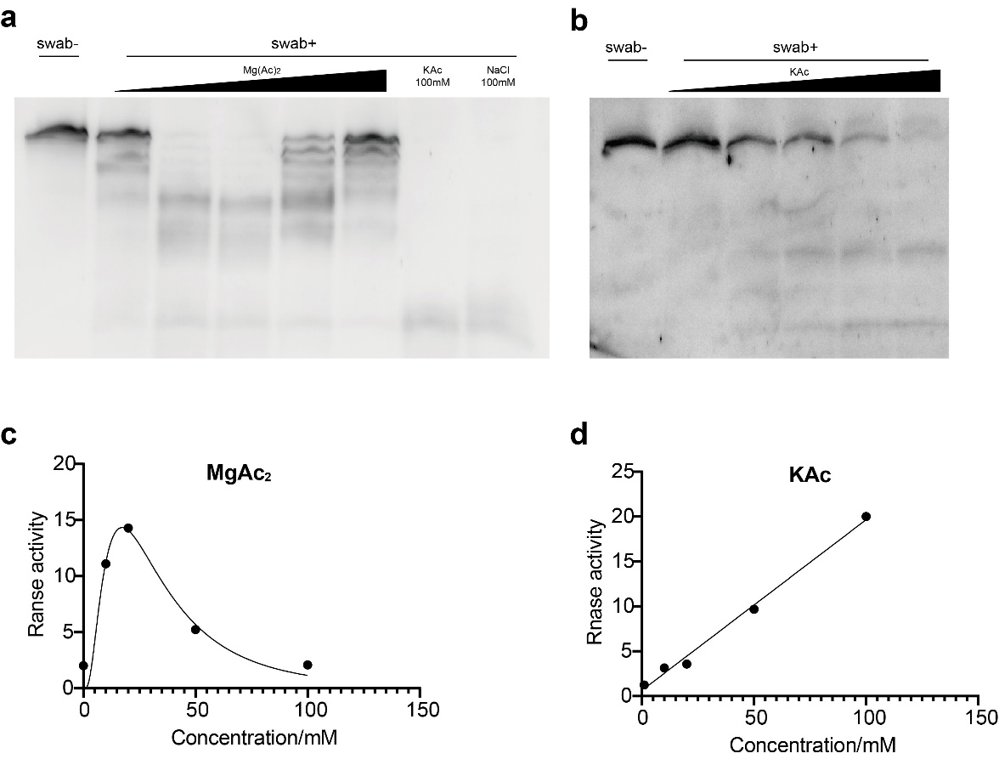 a
swab-
swab+
Mg(Ac)₂
KAc
100mM
NaCl
100mM
b
swab-
swab+
KAc
c
MgAc₂
Ranse activity
20
15
10
5
0
0 50 100 150
Concentration/mM
d
KAc
Rnase activity
25
20
15
10
5
0
0 50 100 150
Concentration/mM